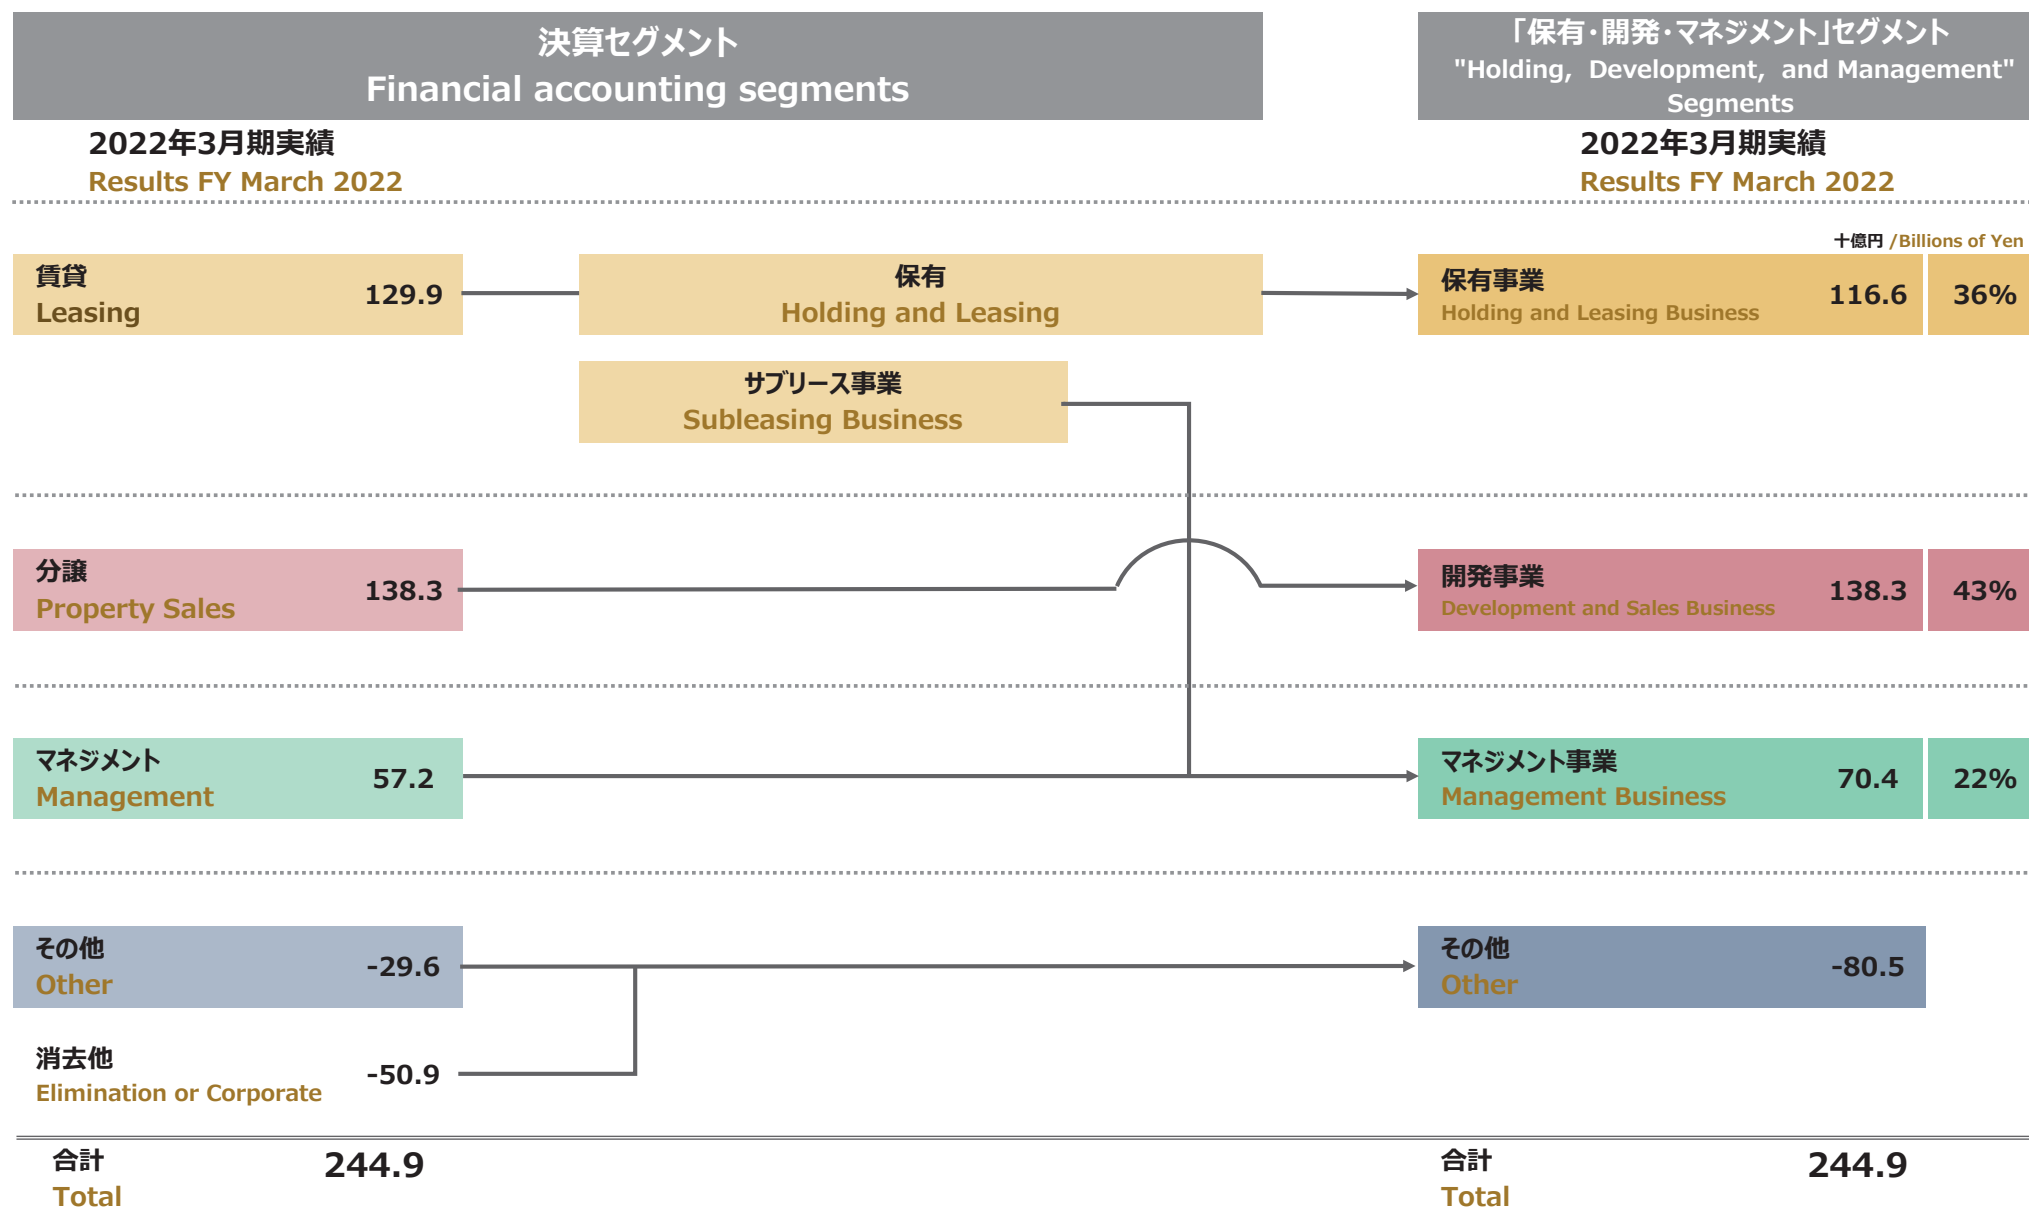 決算セグメント
Financial accounting segments
「保有・開発・マネジメント」セグメント
"Holding, Development, and Management"
Segments
2022年3月期実績
Results FY March 2022
2022年3月期実績
Results FY March 2022
十億円 /Billions of Yen
賃貸
Leasing
129.9
保有
Holding and Leasing
保有事業
Holding and Leasing Business
116.6
36%
サブリース事業
Subleasing Business
分譲
Property Sales
138.3
開発事業
Development and Sales Business
138.3
43%
マネジメント
Management
57.2
マネジメント事業
Management Business
70.4
22%
その他
Other
-29.6
その他
Other
-80.5
消去他
Elimination or Corporate
-50.9
合計
Total
244.9
合計
Total
244.9